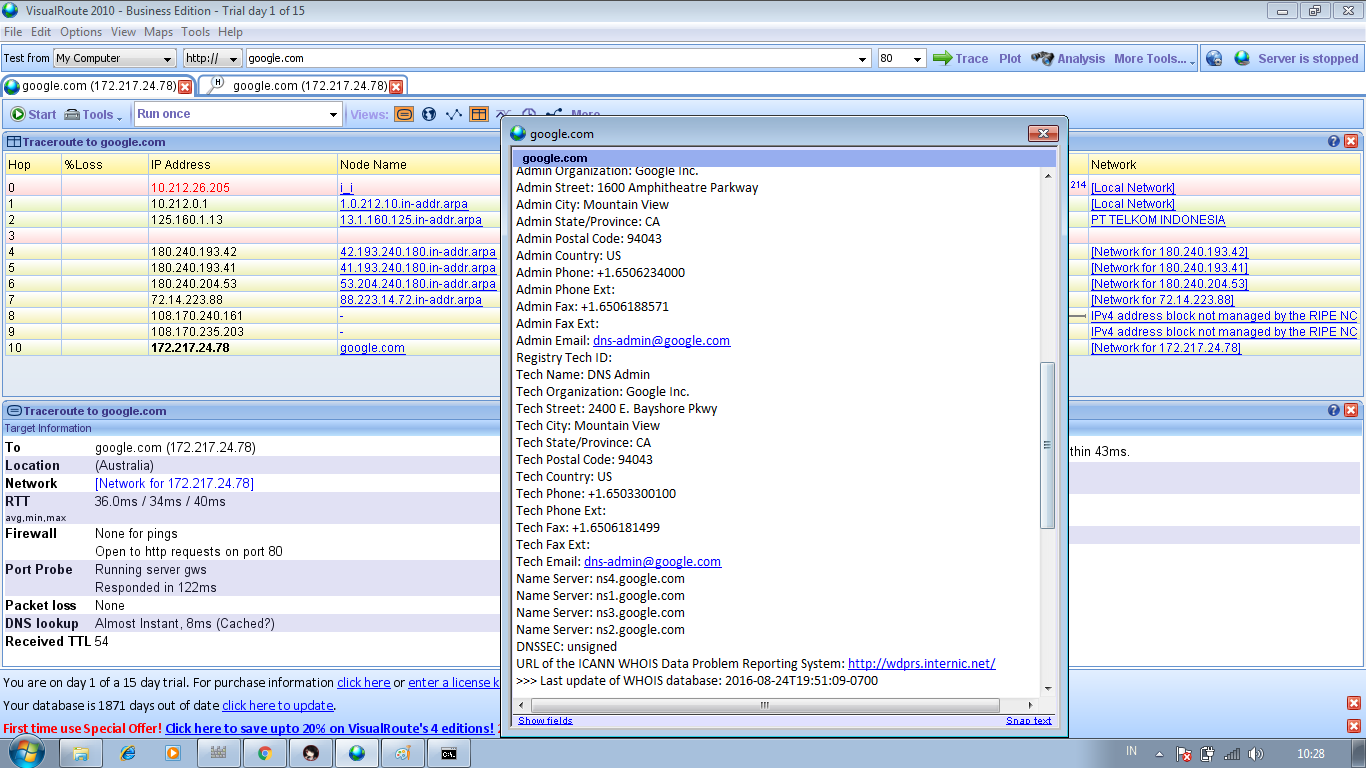 VisualRoute 2010 - Business Edition - Trial day 1 of 15
File Edit Options View Maps Tools Help
Test from My Computer http:// google.com 80 Trace Plot Analysis More Tools... Server is stopped
google.com (172.217.24.78) H google.com (172.217.24.78)
Start Tools Run once Views: More
Traceroute to google.com
Hop %Loss IP Address Node Name Network
0 10.212.26.205 i_i 214 [Local Network]
1 10.212.0.1 1.0.212.10.in-addr.arpa [Local Network]
2 125.160.1.13 13.1.160.125.in-addr.arpa PT TELKOM INDONESIA
3
4 180.240.193.42 42.193.240.180.in-addr.arpa [Network for 180.240.193.42]
5 180.240.193.41 41.193.240.180.in-addr.arpa [Network for 180.240.193.41]
6 180.240.204.53 53.204.240.180.in-addr.arpa [Network for 180.240.204.53]
7 72.14.223.88 88.223.14.72.in-addr.arpa [Network for 72.14.223.88]
8 108.170.240.161 - IPv4 address block not managed by the RIPE NC
9 108.170.235.203 - IPv4 address block not managed by the RIPE NC
10 172.217.24.78 google.com [Network for 172.217.24.78]
Traceroute to google.com
Target Information
To google.com (172.217.24.78)
Location (Australia)
Network [Network for 172.217.24.78]
RTT 36.0ms / 34ms / 40ms
avg,min,max
Firewall None for pings
Open to http requests on port 80
Port Probe Running server gws
Responded in 122ms
Packet loss None
DNS lookup Almost Instant, 8ms (Cached?)
Received TTL 54
thin 43ms.
google.com
google.com
Admin Organization: Google Inc.
Admin Street: 1600 Amphitheatre Parkway
Admin City: Mountain View
Admin State/Province: CA
Admin Postal Code: 94043
Admin Country: US
Admin Phone: +1.6506234000
Admin Phone Ext:
Admin Fax: +1.6506188571
Admin Fax Ext:
Admin Email: dns-admin@google.com
Registry Tech ID:
Tech Name: DNS Admin
Tech Organization: Google Inc.
Tech Street: 2400 E. Bayshore Pkwy
Tech City: Mountain View
Tech State/Province: CA
Tech Postal Code: 94043
Tech Country: US
Tech Phone: +1.6503300100
Tech Phone Ext:
Tech Fax: +1.6506181499
Tech Fax Ext:
Tech Email: dns-admin@google.com
Name Server: ns4.google.com
Name Server: ns1.google.com
Name Server: ns3.google.com
Name Server: ns2.google.com
DNSSEC: unsigned
URL of the ICANN WHOIS Data Problem Reporting System: http://wdprs.internic.net/
>>> Last update of WHOIS database: 2016-08-24T19:51:09-0700
Show fields Snap text
You are on day 1 of a 15 day trial. For purchase information click here or enter a license k
Your database is 1871 days out of date click here to update.
First time use Special Offer! Click here to save upto 20% on VisualRoute's 4 editions!
IN 10:28